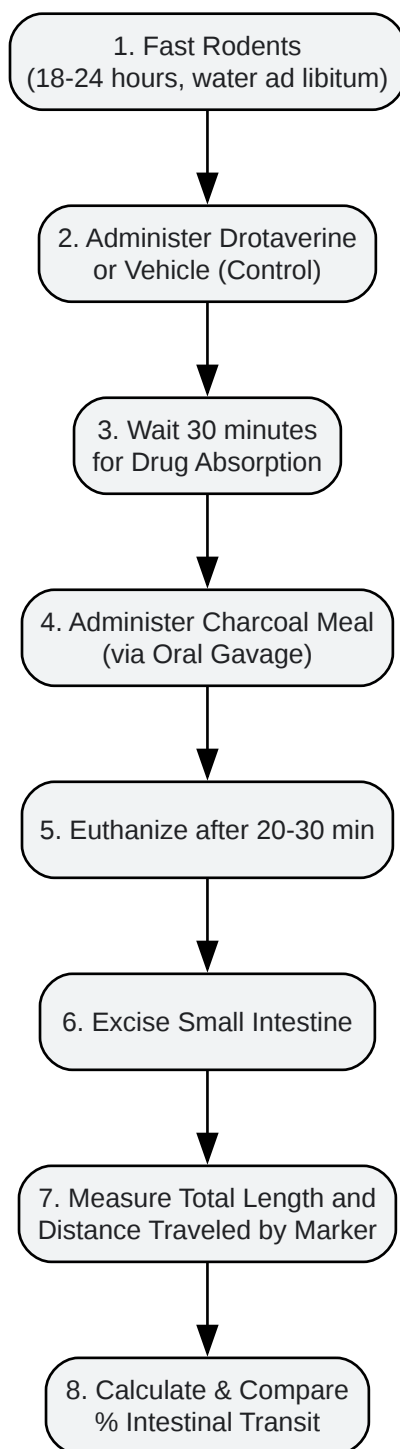 1. Fast Rodents
(18-24 hours, water ad libitum)
2. Administer Drotaverine
or Vehicle (Control)
3. Wait 30 minutes
for Drug Absorption
4. Administer Charcoal Meal
(via Oral Gavage)
5. Euthanize after 20-30 min
6. Excise Small Intestine
7. Measure Total Length and
Distance Traveled by Marker
8. Calculate & Compare
% Intestinal Transit